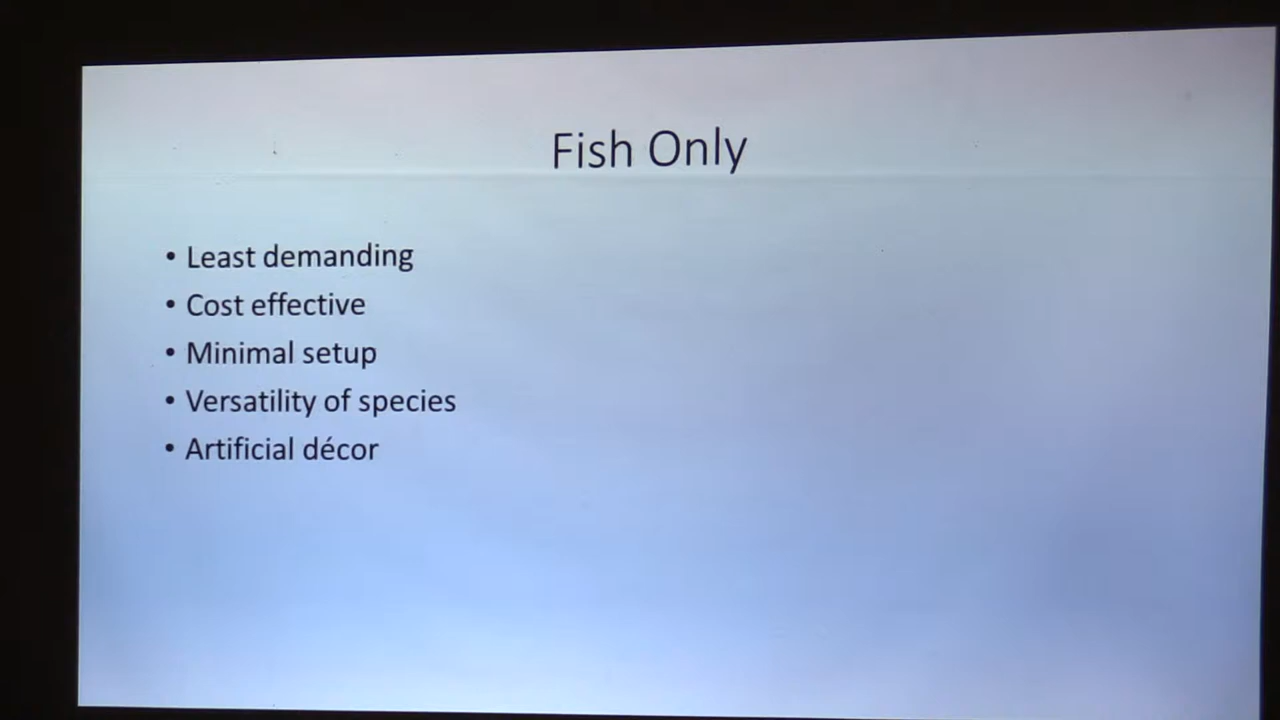 Fish Only
• Least demanding
• Cost effective
• Minimal setup
• Versatility of species
• Artificial décor